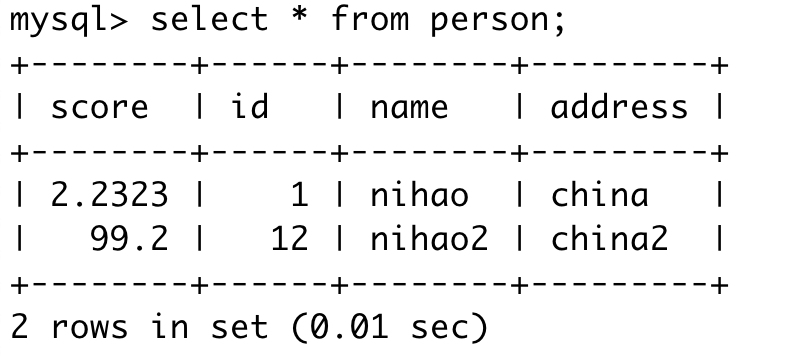 mysql> select * from person;
+--------+------+--------+---------+
| score  | id   | name   | address |
+--------+------+--------+---------+
| 2.2323 |    1 | nihao  | china   |
|   99.2 |   12 | nihao2 | china2  |
+--------+------+--------+---------+
2 rows in set (0.01 sec)